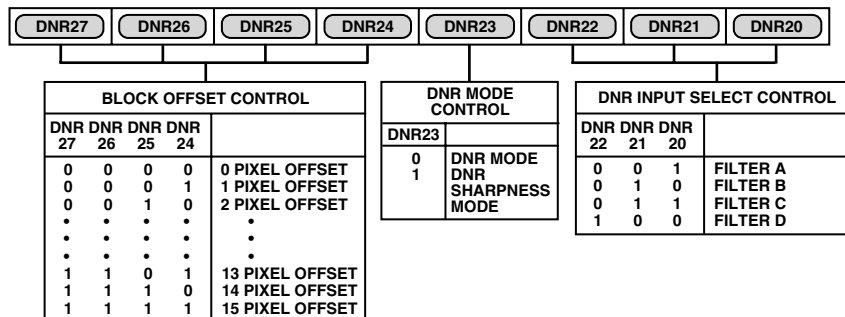 DNR27 DNR26 DNR25 DNR24 DNR23 DNR22 DNR21 DNR20
BLOCK OFFSET CONTROL
DNR DNR DNR DNR
27 26 25 24
0 0 0 0 0 PIXEL OFFSET
0 0 0 1 1 PIXEL OFFSET
0 0 1 0 2 PIXEL OFFSET
• • • • •
• • • • •
• • • • •
1 1 0 1 13 PIXEL OFFSET
1 1 1 0 14 PIXEL OFFSET
1 1 1 1 15 PIXEL OFFSET
DNR MODE
CONTROL
DNR23
0 DNR MODE
1 DNR
SHARPNESS
MODE
DNR INPUT SELECT CONTROL
DNR DNR DNR
22 21 20
0 0 1 FILTER A
0 1 0 FILTER B
0 1 1 FILTER C
1 0 0 FILTER D